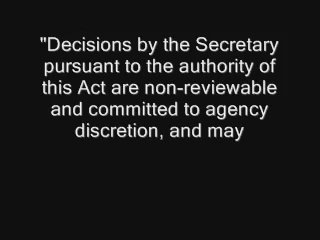 "Decisions by the Secretary
pursuant to the authority of
this Act are non-reviewable
and committed to agency
discretion, and may